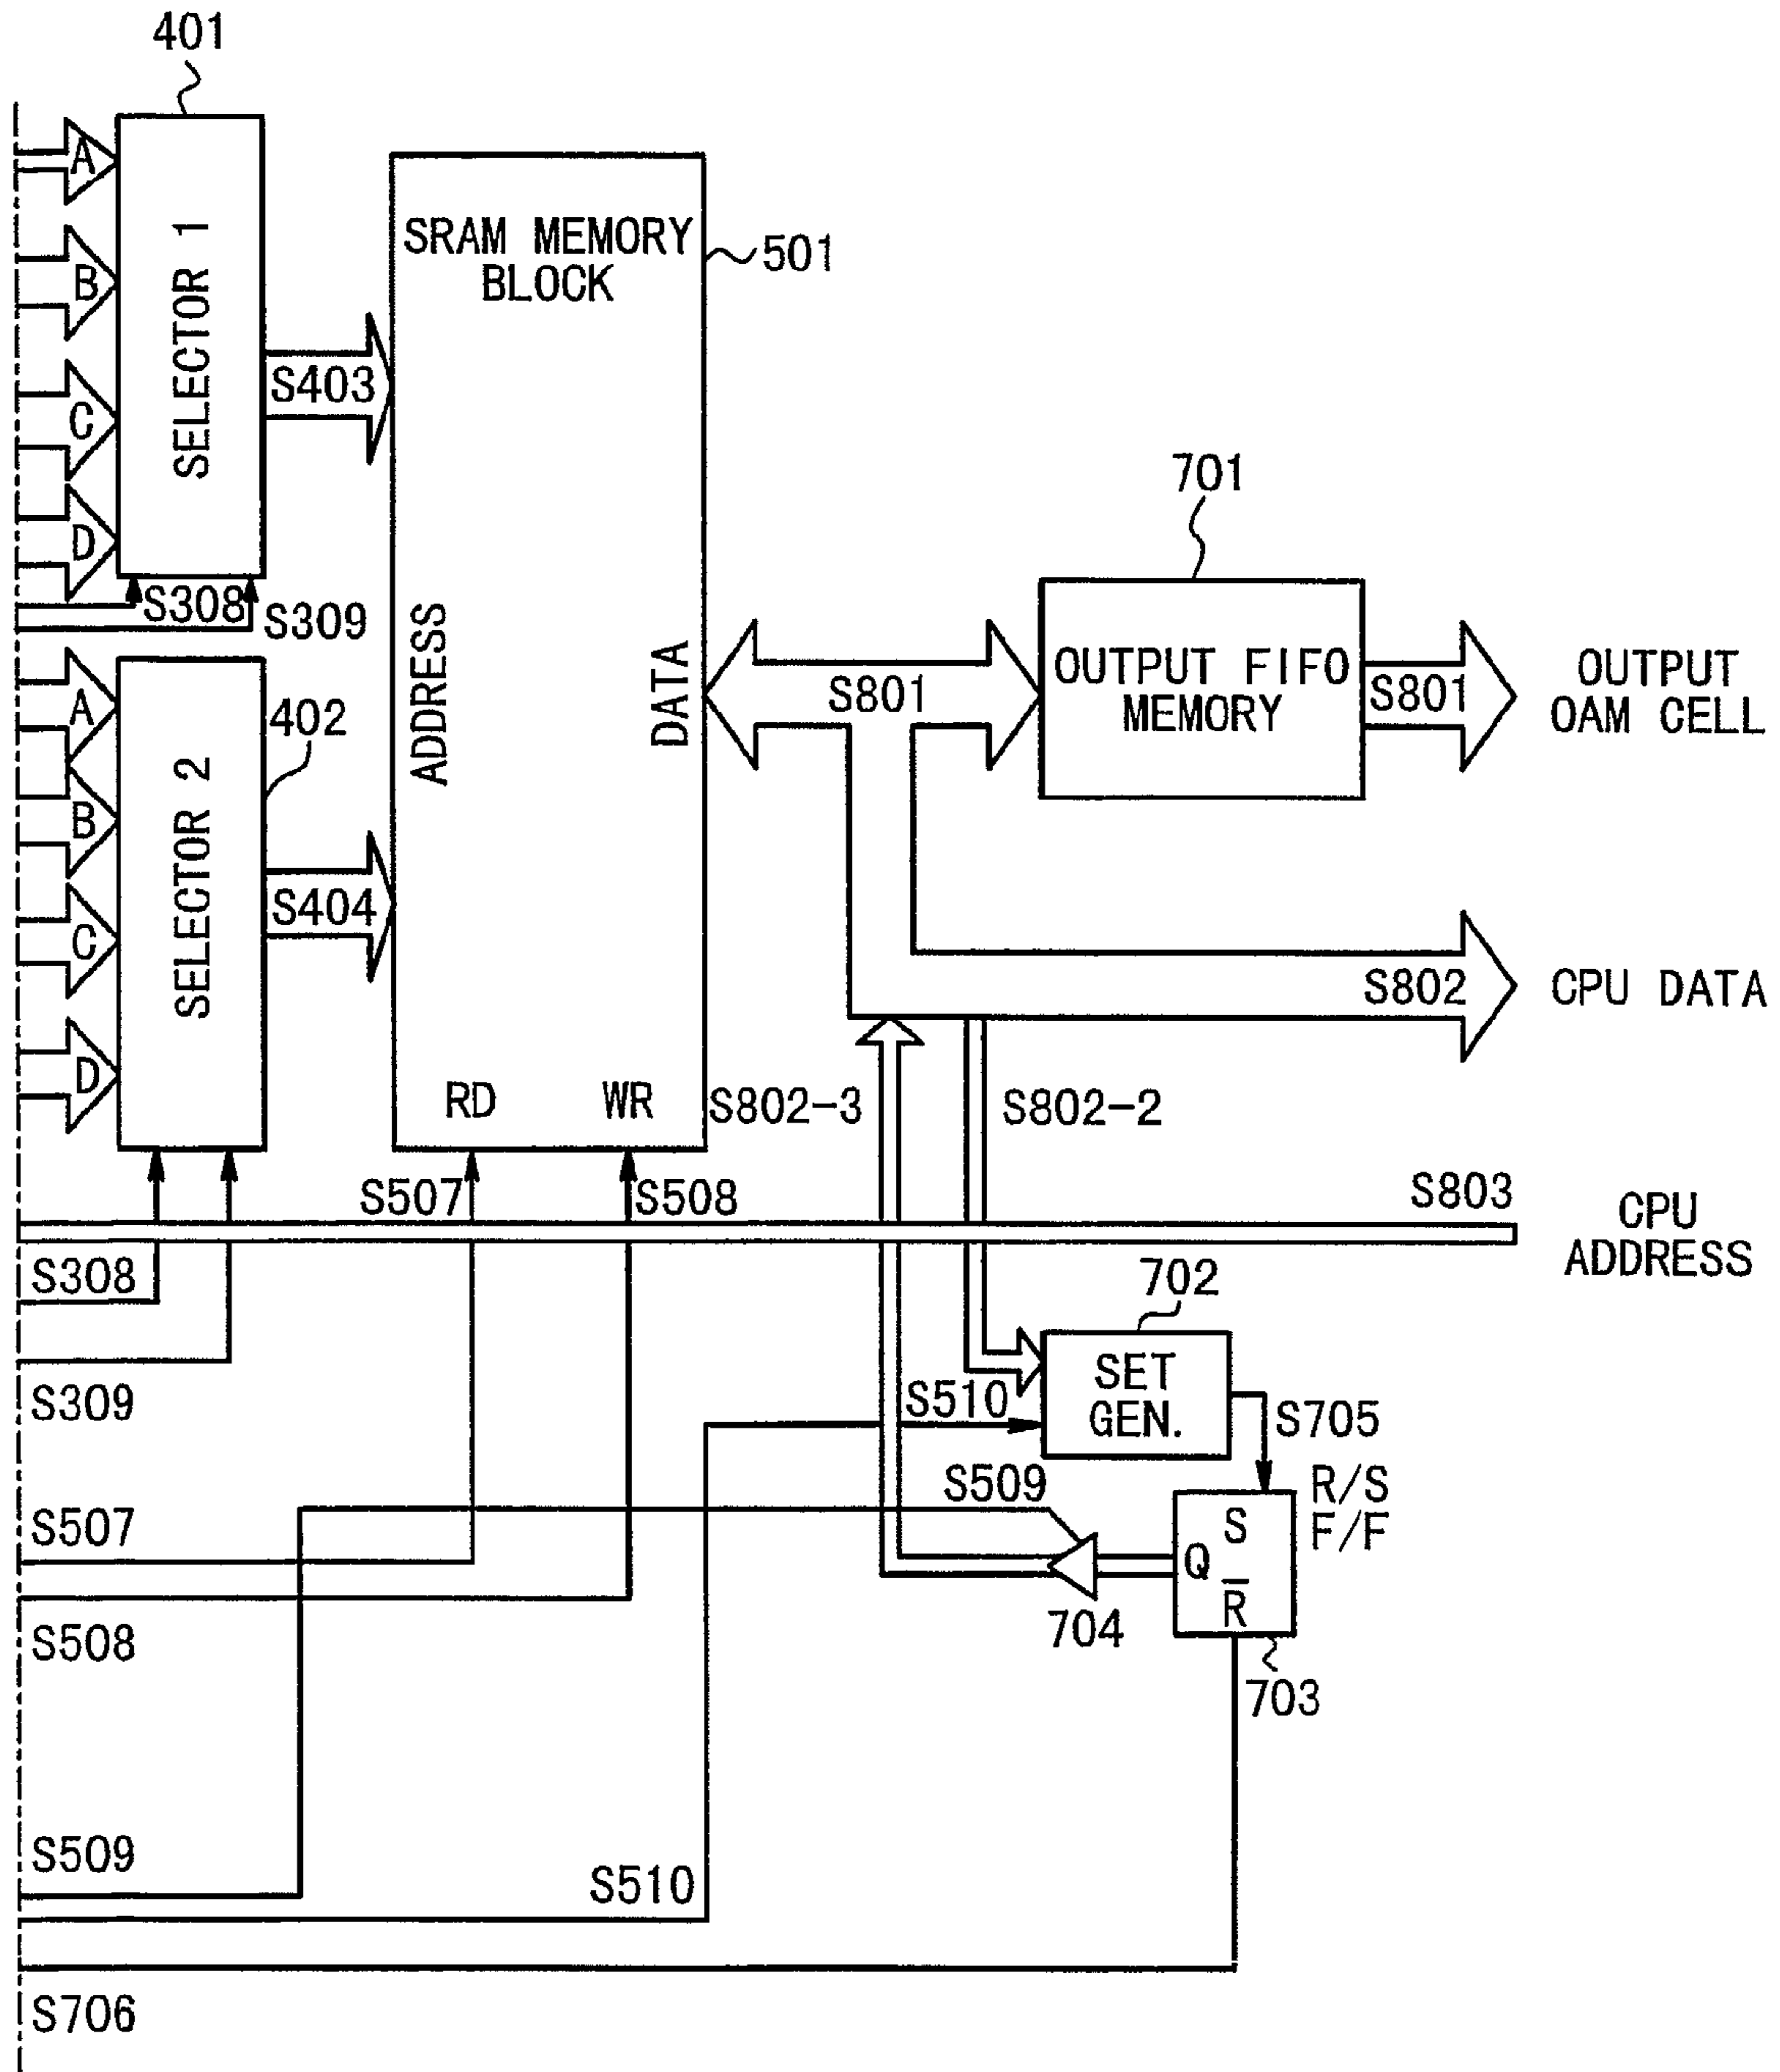 401
A
B
C
D
SELECTOR 1
S403
SRAM MEMORY
BLOCK
501
S308
S309
ADDRESS
DATA
701
S801
OUTPUT FIFO
MEMORY
S801
OUTPUT
OAM CELL
A
B
C
D
402
SELECTOR 2
S404
S802
CPU DATA
RD
WR
S802-3
S802-2
S507
S508
S803
CPU
ADDRESS
S308
S309
702
SET
GEN.
S510
S705
S509
R/S
F/F
S
Q
R̅
704
703
S507
S508
S509
S510
S706